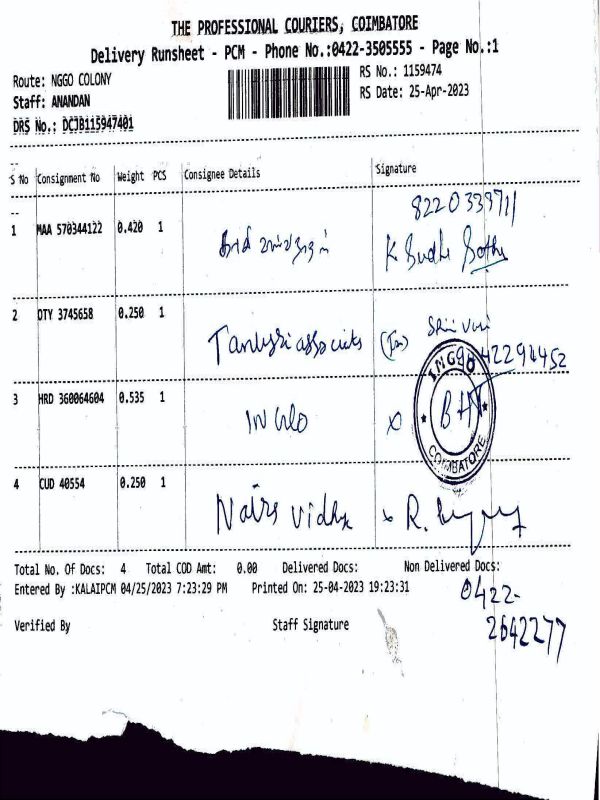 THE PROFESSIONAL COURIERS, COIMBATORE
Delivery Runsheet - PCM - Phone No.:0422-3505555 - Page No.:1
Route: NGGO COLONY
RS No.: 1159474
Staff: ANANDAN
RS Date: 25-Apr-2023
DRS No.: DCJB115947401
S No Consignment No Weight PCS Consignee Details Signature
8220339711
1 MAA 570344122 0.420 1 K Sudhi
2 OTY 3745658 0.250 1 associates
42294452
INGO
3 HRD 360064604 0.535 1
COIMBATORE
4 CUD 40554 0.250 1 R.
Total No. Of Docs: 4 Total COD Amt: 0.00 Delivered Docs: Non Delivered Docs:
Entered By :KALAIPCM 04/25/2023 7:23:29 PM Printed On: 25-04-2023 19:23:31
0422-
2642277
Verified By Staff Signature